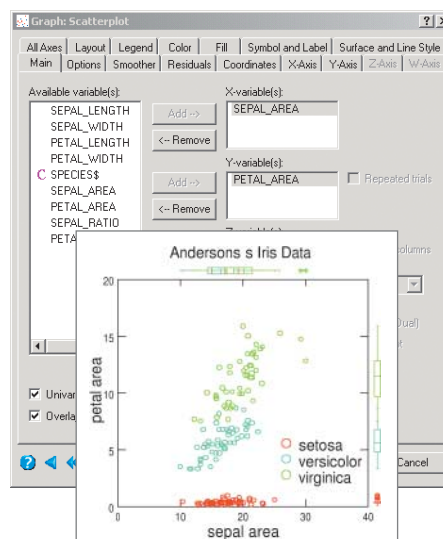 Graph: Scatterplot
? x
All Axes Layout Legend Color Fill Symbol and Label Surface and Line Style
Main Options Smoother Residuals Coordinates X-Axis Y-Axis Z-Axis W-Axis
Available variable(s):
SEPAL_LENGTH
SEPAL_WIDTH
PETAL_LENGTH
PETAL_WIDTH
C SPECIES$
SEPAL_AREA
PETAL_AREA
SEPAL_RATIO
Add -->
<-- Remove
X-variable(s):
SEPAL_AREA
Add -->
<-- Remove
Y-variable(s):
PETAL_AREA
Repeated trials
Cancel
Andersons s Iris Data
petal area
20
15
10
5
0
setosa
versicolor
virginica
0 10 20 30 40
sepal area